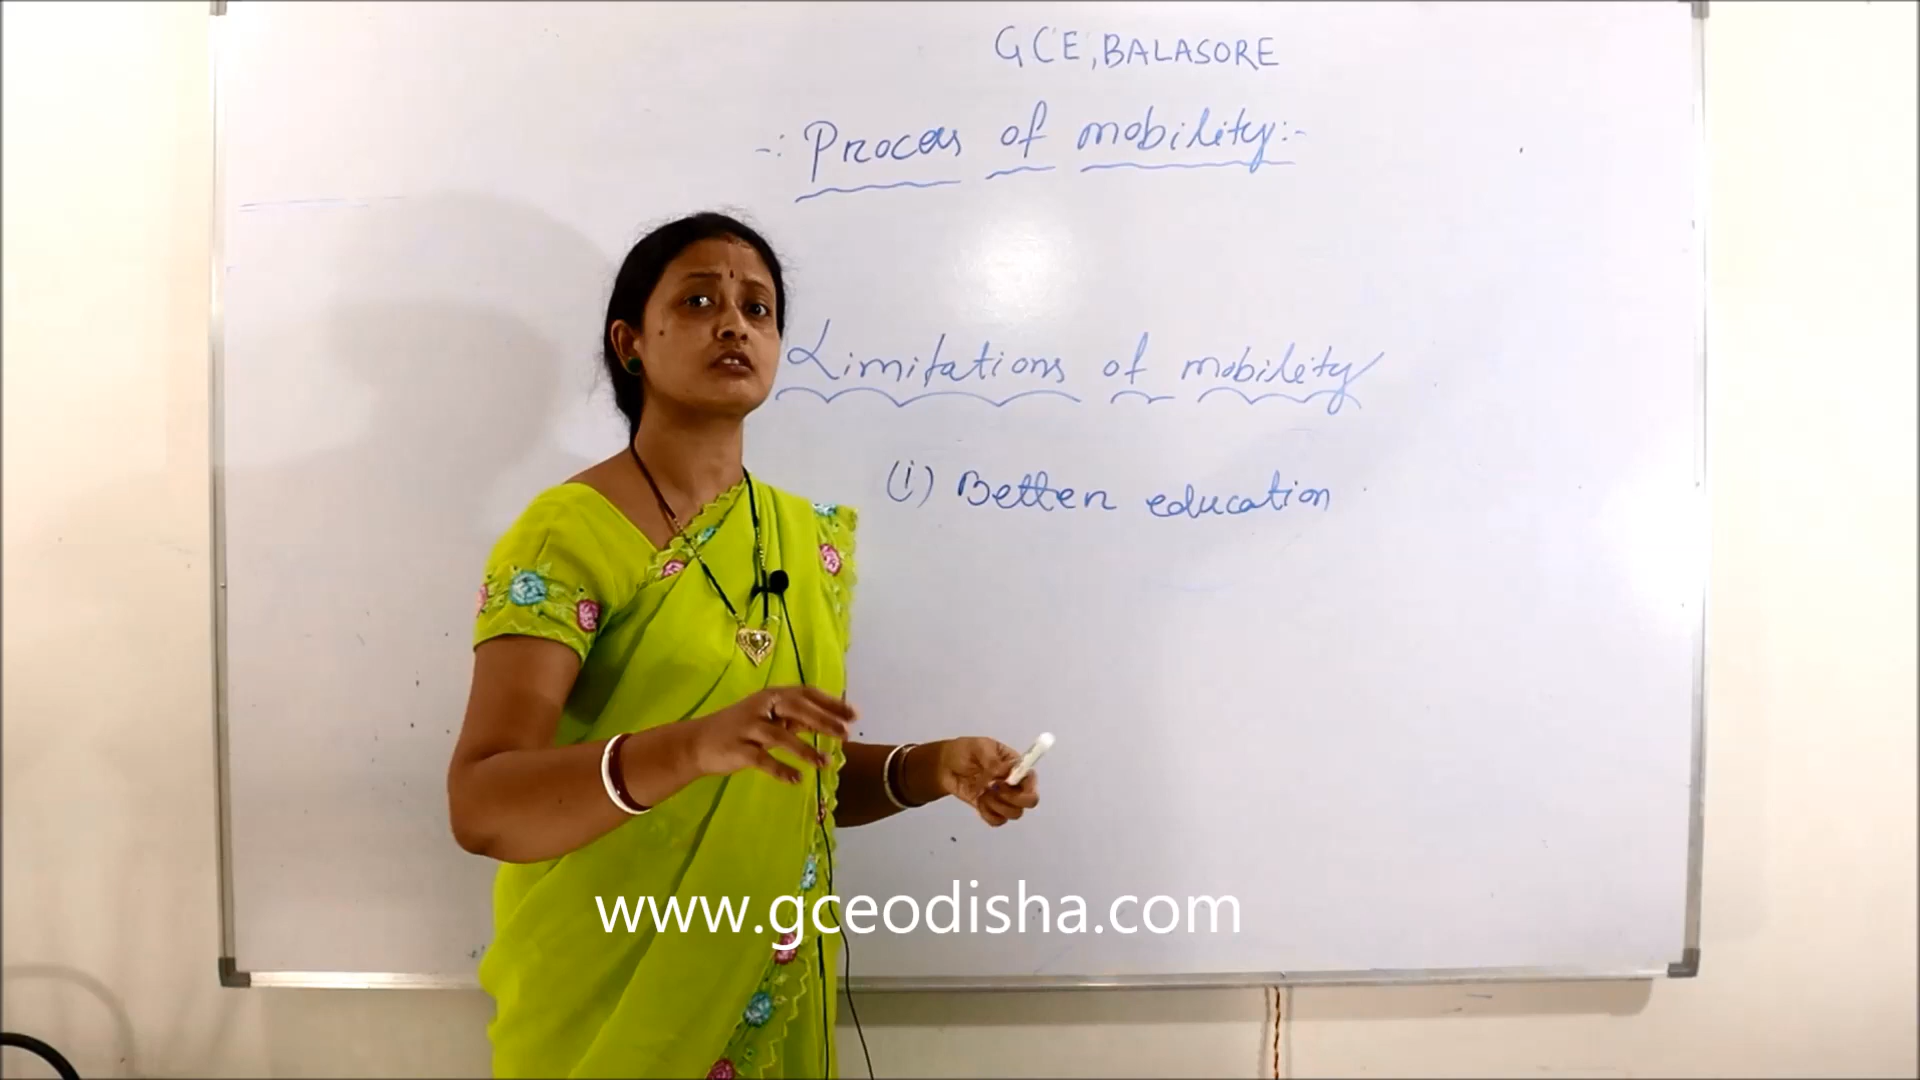 GCE, BALASORE
-: Process of mobility:-
Limitations of mobility
(i) Better education
www.gceodisha.com